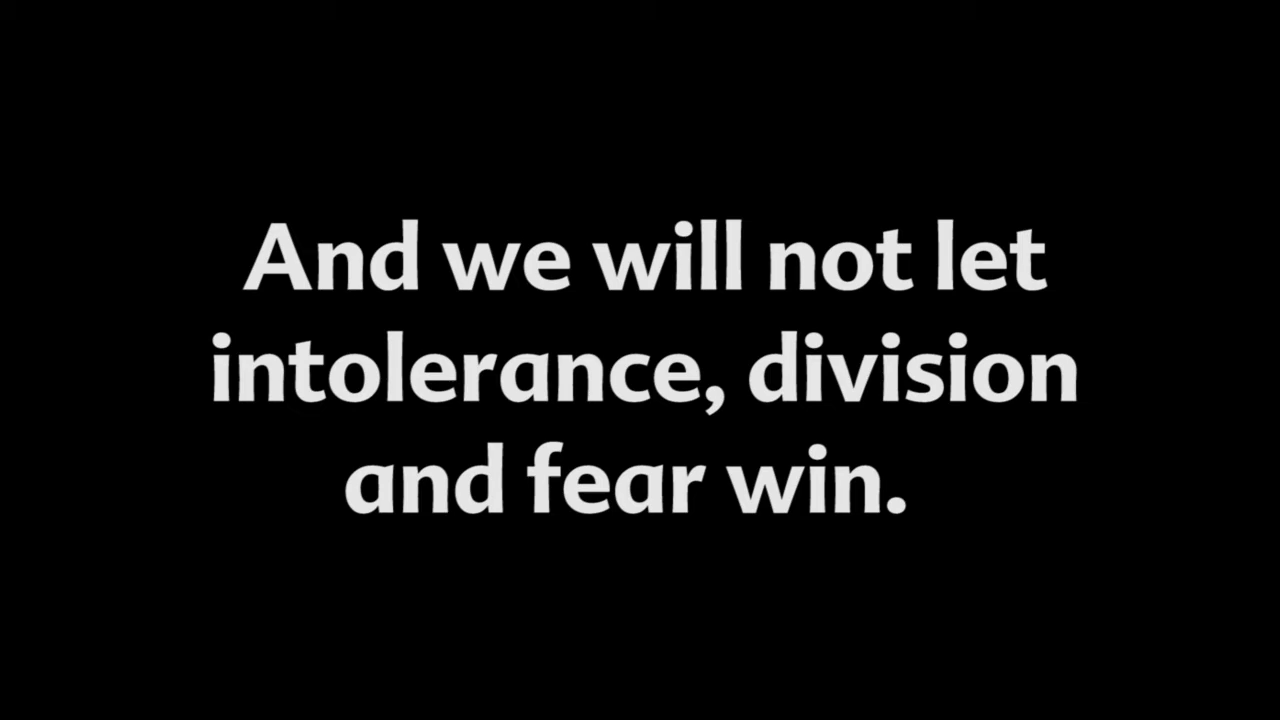 And we will not let
intolerance, division
and fear win.